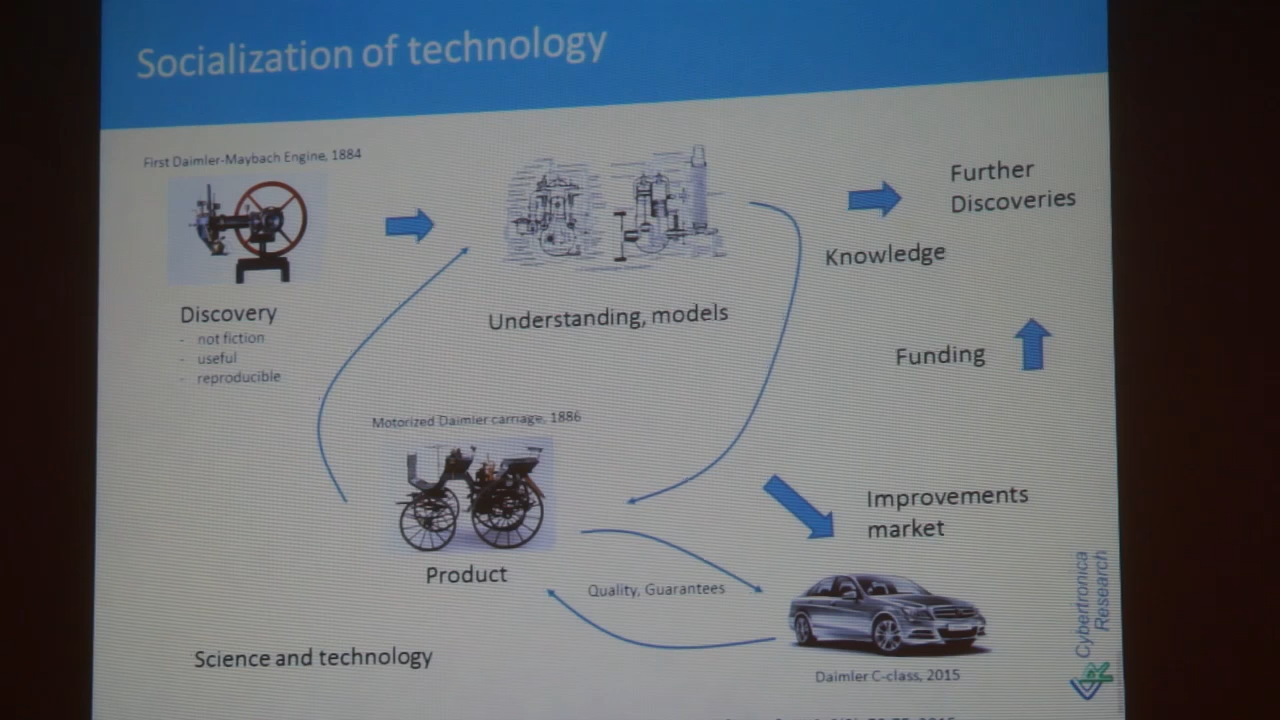 Socialization of technology
First Daimler-Maybach Engine, 1884
Further
Discoveries
Knowledge
Discovery
- not fiction
- useful
- reproducible
Understanding, models
Funding
Motorized Daimler carriage, 1886
Improvements
market
Product
Quality, Guarantees
Science and technology
Daimler C-class, 2015
Cybertronica
Research